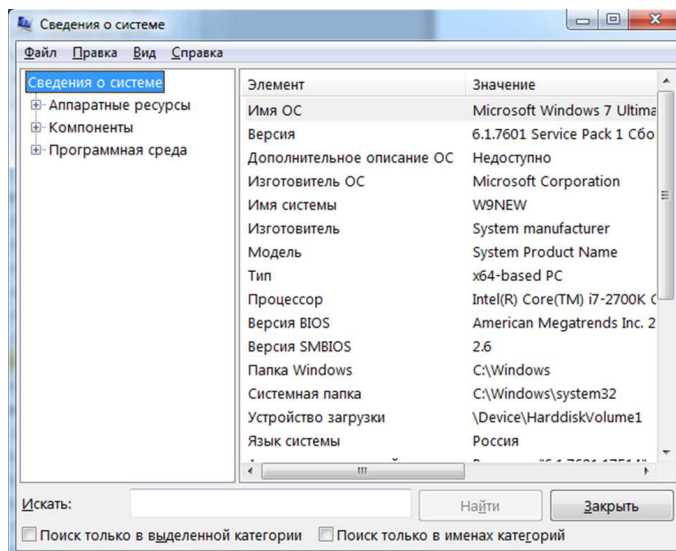 Сведения о системе
Файл Правка Вид Справка
Сведения о системе
Аппаратные ресурсы
Компоненты
Программная среда
Элемент Значение
Имя ОС Microsoft Windows 7 Ultima
Версия 6.1.7601 Service Pack 1 Сбо
Дополнительное описание ОС Недоступно
Изготовитель ОС Microsoft Corporation
Имя системы W9NEW
Изготовитель System manufacturer
Модель System Product Name
Тип x64-based PC
Процессор Intel(R) Core(TM) i7-2700K
Версия BIOS American Megatrends Inc. 2
Версия SMBIOS 2.6
Папка Windows C:\Windows
Системная папка C:\Windows\system32
Устройство загрузки \Device\HarddiskVolume1
Язык системы Россия
Искать: Найти Закрыть
Поиск только в выделенной категории Поиск только в именах категорий